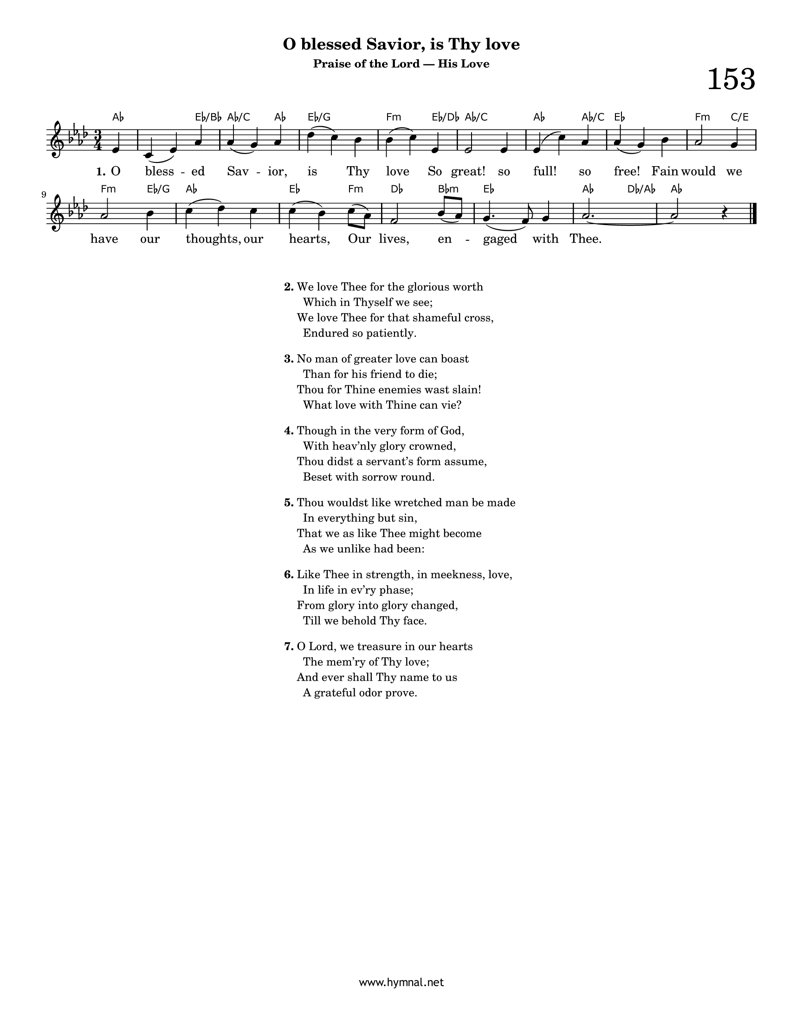 O blessed Savior, is Thy love
Praise of the Lord — His Love
153
A♭ E♭/B♭ A♭/C A♭ E♭/G Fm E♭/D♭ A♭/C A♭ A♭/C E♭ Fm C/E
3
4
1. O bless - ed Sav - ior, is Thy love So great! so full! so free! Fain would we
9
Fm E♭/G A♭ E♭ Fm D♭ B♭m E♭ A♭ D♭/A♭ A♭
have our thoughts, our hearts, Our lives, en - gaged with Thee.
2. We love Thee for the glorious worth
Which in Thyself we see;
We love Thee for that shameful cross,
Endured so patiently.
3. No man of greater love can boast
Than for his friend to die;
Thou for Thine enemies wast slain!
What love with Thine can vie?
4. Though in the very form of God,
With heav'nly glory crowned,
Thou didst a servant's form assume,
Beset with sorrow round.
5. Thou wouldst like wretched man be made
In everything but sin,
That we as like Thee might become
As we unlike had been:
6. Like Thee in strength, in meekness, love,
In life in ev'ry phase;
From glory into glory changed,
Till we behold Thy face.
7. O Lord, we treasure in our hearts
The mem'ry of Thy love;
And ever shall Thy name to us
A grateful odor prove.
www.hymnal.net